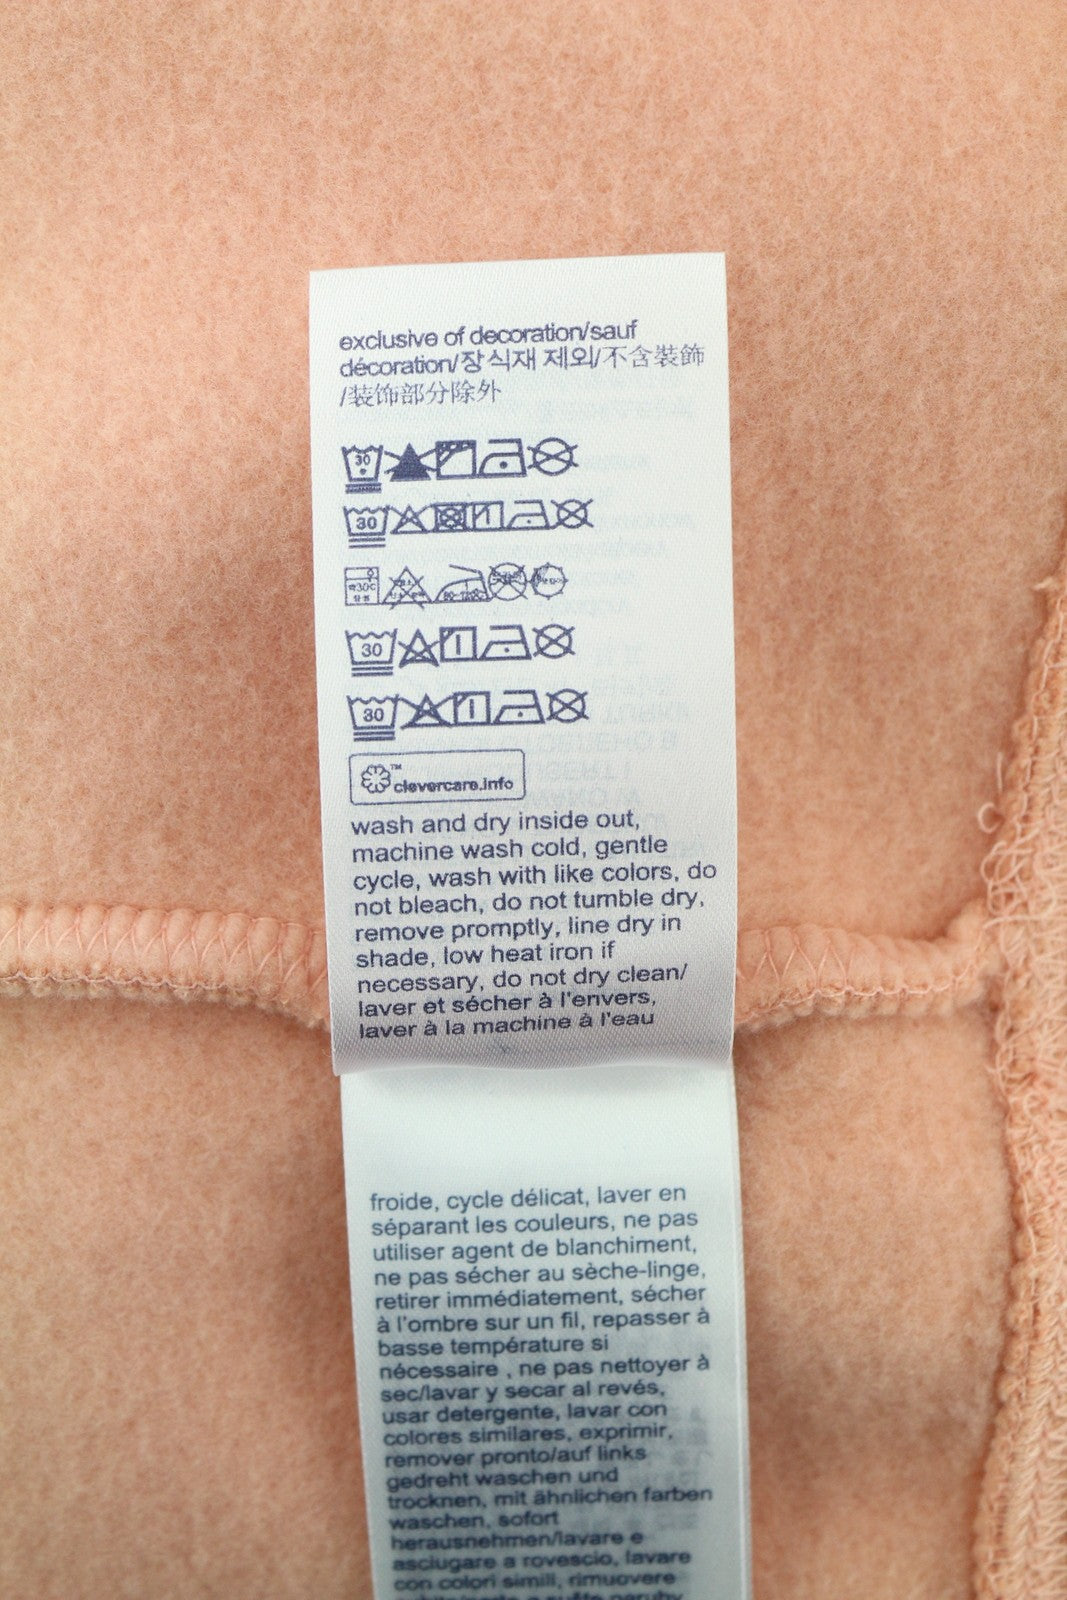 exclusive of decoration/sauf
décoration/장식재 제외/不含裝飾
/装饰部分除外
30
30
30
30
clevercare.info
wash and dry inside out,
machine wash cold, gentle
cycle, wash with like colors, do
not bleach, do not tumble dry,
remove promptly, line dry in
shade, low heat iron if
necessary, do not dry clean/
laver et sécher à l'envers,
laver à la machine à l'eau
froide, cycle délicat, laver en
séparant les couleurs, ne pas
utiliser agent de blanchiment,
ne pas sécher au sèche-linge,
retirer immédiatement, sécher
à l'ombre sur un fil, repasser à
basse température si
nécessaire , ne pas nettoyer à
sec/lavar y secar al revés,
usar detergente, lavar con
colores similares, exprimir,
remover pronto/auf links
gedreht waschen und
trocknen, mit ähnlichen farben
waschen, sofort
herausnehmen/lavare e
asciugare a rovescio, lavare
con colori simili, rimuovere